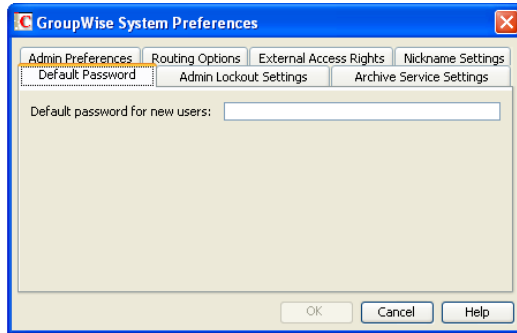 C GroupWise System Preferences
Admin Preferences Routing Options External Access Rights Nickname Settings
Default Password Admin Lockout Settings Archive Service Settings
Default password for new users:
OK Cancel Help